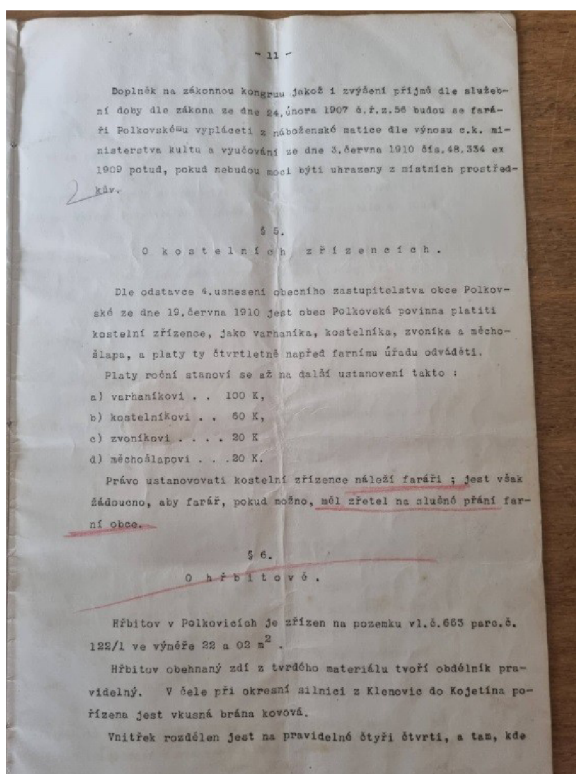 - 11 -
Doplněk na zákonnou kongruu jakož i zvýšení příjmů dle služeb-
ní doby dle zákona ze dne 24.února 1907 č.ř.z.56 budou se fará-
ři Polkovskému vypláceti z náboženské matice dle výnosu c.k. mi-
nisterstva kultu a vyučování ze dne 3.června 1910 čís.48.334 ex
1909 potud, pokud nebudou moci býti uhrazeny z místních prostřed-
kův.
§ 5.
O kostelních zřízencích.
Dle odstavce 4.usnesení obecního zastupitelstva obce Polkov-
ské ze dne 19.června 1910 jest obec Polkovská povinna platiti
kostelní zřízence, jako varhaníka, kostelníka, zvoníka a měcho-
šlapa, a platy ty čtvrtletně napřed farnímu úřadu odváděti.
Platy roční stanoví se až na další ustanovení takto :
a) varhaníkovi . . 100 K,
b) kostelníkovi . . 60 K,
c) zvoníkovi . . . . 20 K
d) měchošlapovi . . .20 K.
Právo ustanovovati kostelní zřízence náleží faráři ; jest však
žádoucno, aby farář, pokud možno, měl zřetel na slušné přání far-
ní obce.
§ 6.
O hřbitově.
Hřbitov v Polkovicích je zřízen na pozemku vl.č.653 parc.č.
122/1 ve výměře 22 a 02 m².
Hřbitov obehnaný zdí z tvrdého materiálu tvoří obdélník pra-
videlný. V čele při okresní silnici z Klenovic do Kojetína po-
řízena jest vkusná brána kovová.
Vnitřek rozdělen jest na pravidelné čtyři čtvrti, a tam, kde